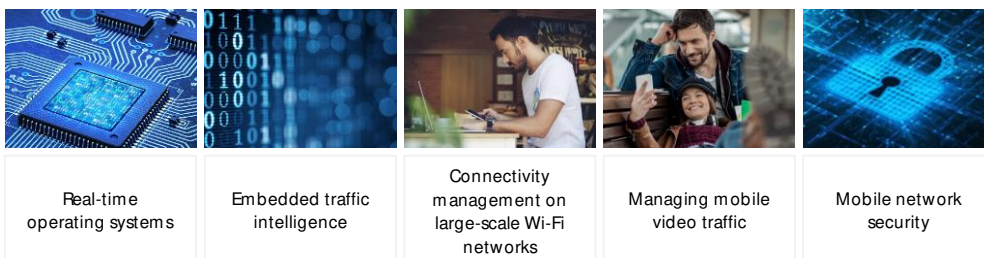 Real-time
operating systems
Embedded traffic
intelligence
Connectivity
management on
large-scale Wi-Fi
networks
Managing mobile
video traffic
Mobile network
security